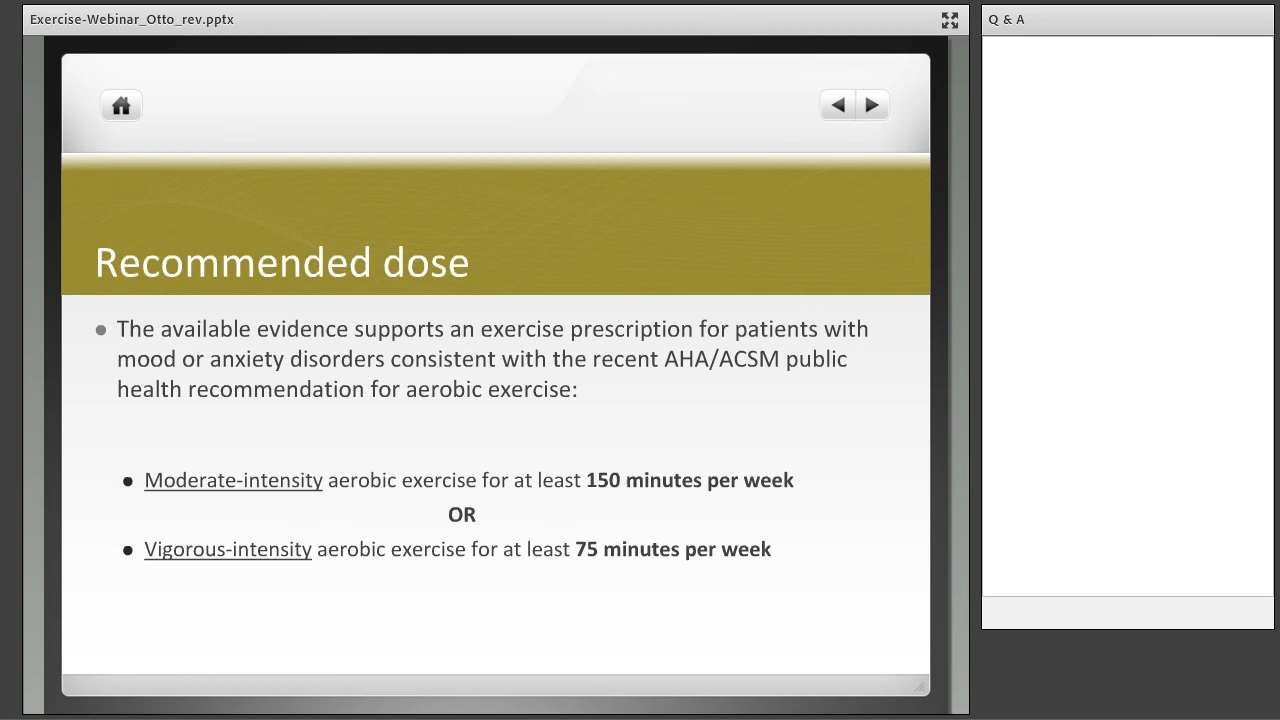 Exercise-Webinar_Otto_rev.pptx
Q & A
Recommended dose
The available evidence supports an exercise prescription for patients with
mood or anxiety disorders consistent with the recent AHA/ACSM public
health recommendation for aerobic exercise:
Moderate-intensity aerobic exercise for at least 150 minutes per week
OR
Vigorous-intensity aerobic exercise for at least 75 minutes per week